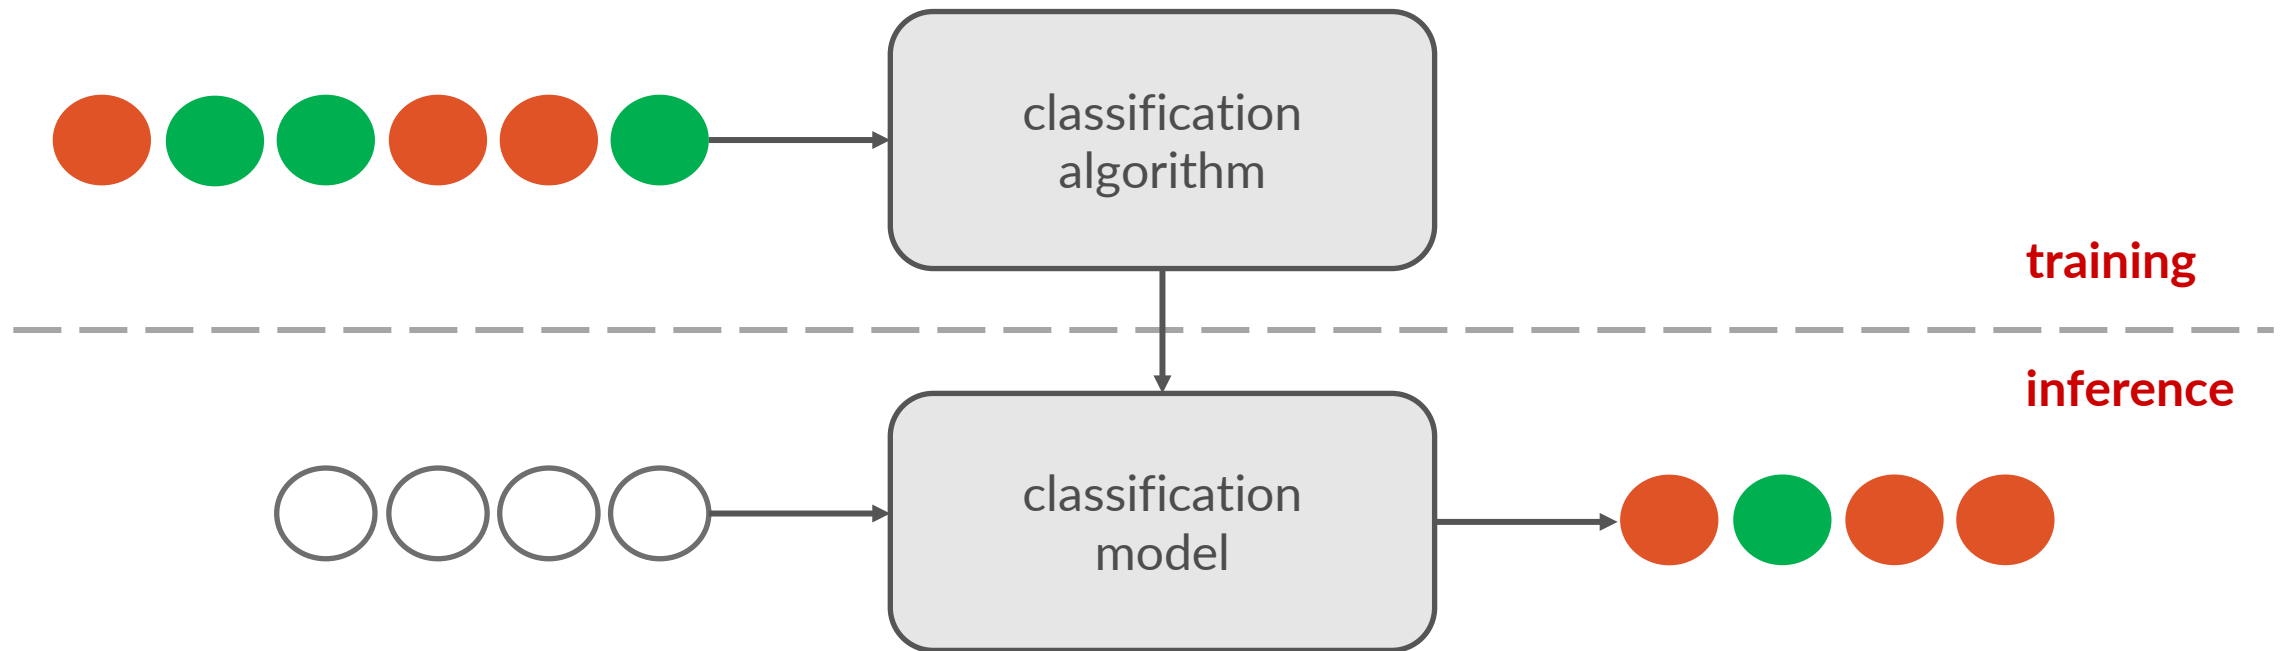 classification
algorithm
training
inference
classification
model